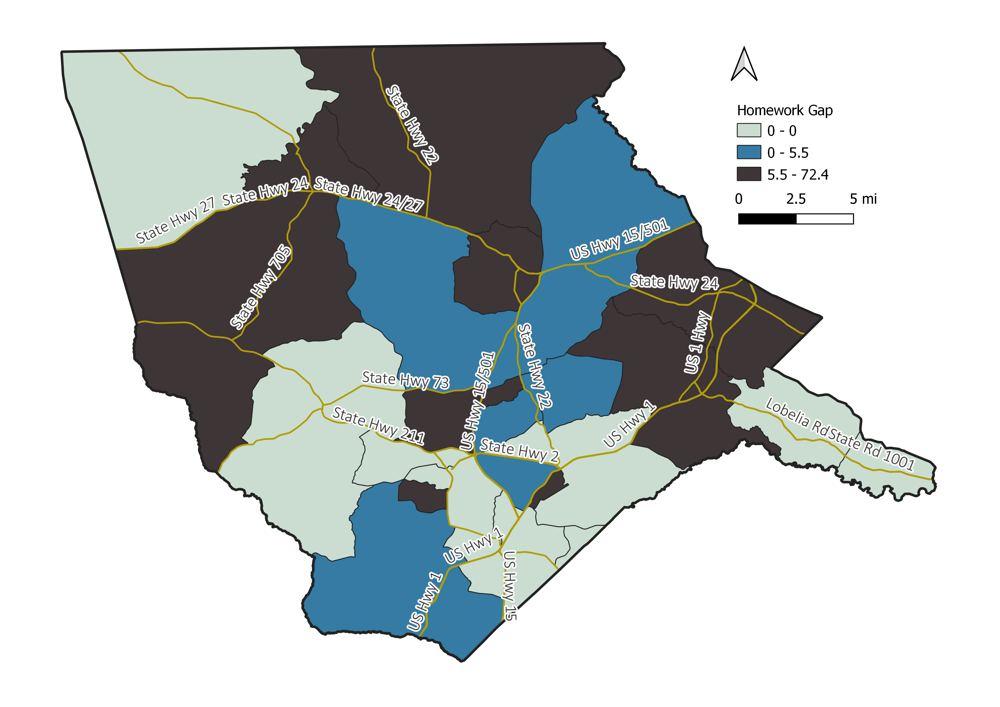 State Hwy 22
Homework Gap
0 - 0
0 - 5.5
5.5 - 72.4
0 2.5 5 mi
State Hwy 27
State Hwy 24
State Hwy 24/27
US Hwy 15/501
State Hwy 705
State Hwy 24
US 1 Hwy
State Hwy 22
State Hwy 73
US Hwy 15/501
State Hwy 211
US Hwy 1
Lobelia Rd
State Rd 1001
State Hwy 2
US Hwy 1
US Hwy 1
US Hwy 15